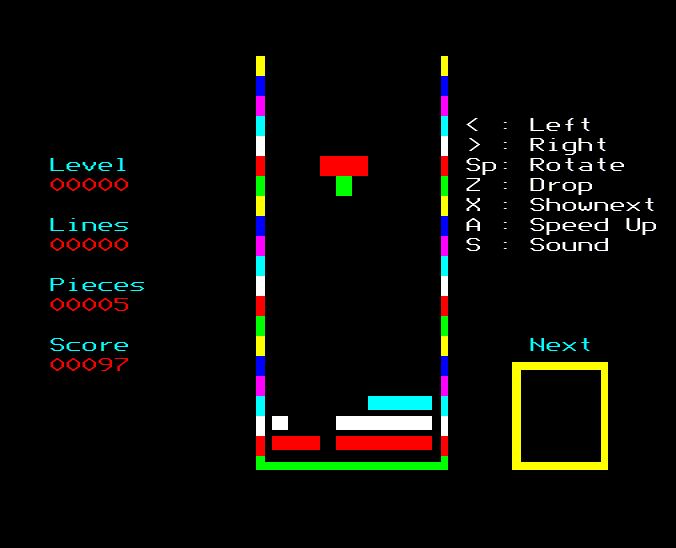 Level
00000
Lines
00000
Pieces
00005
Score
00097
< : Left
> : Right
Sp: Rotate
Z : Drop
X : Shownext
A : Speed Up
S : Sound
Next